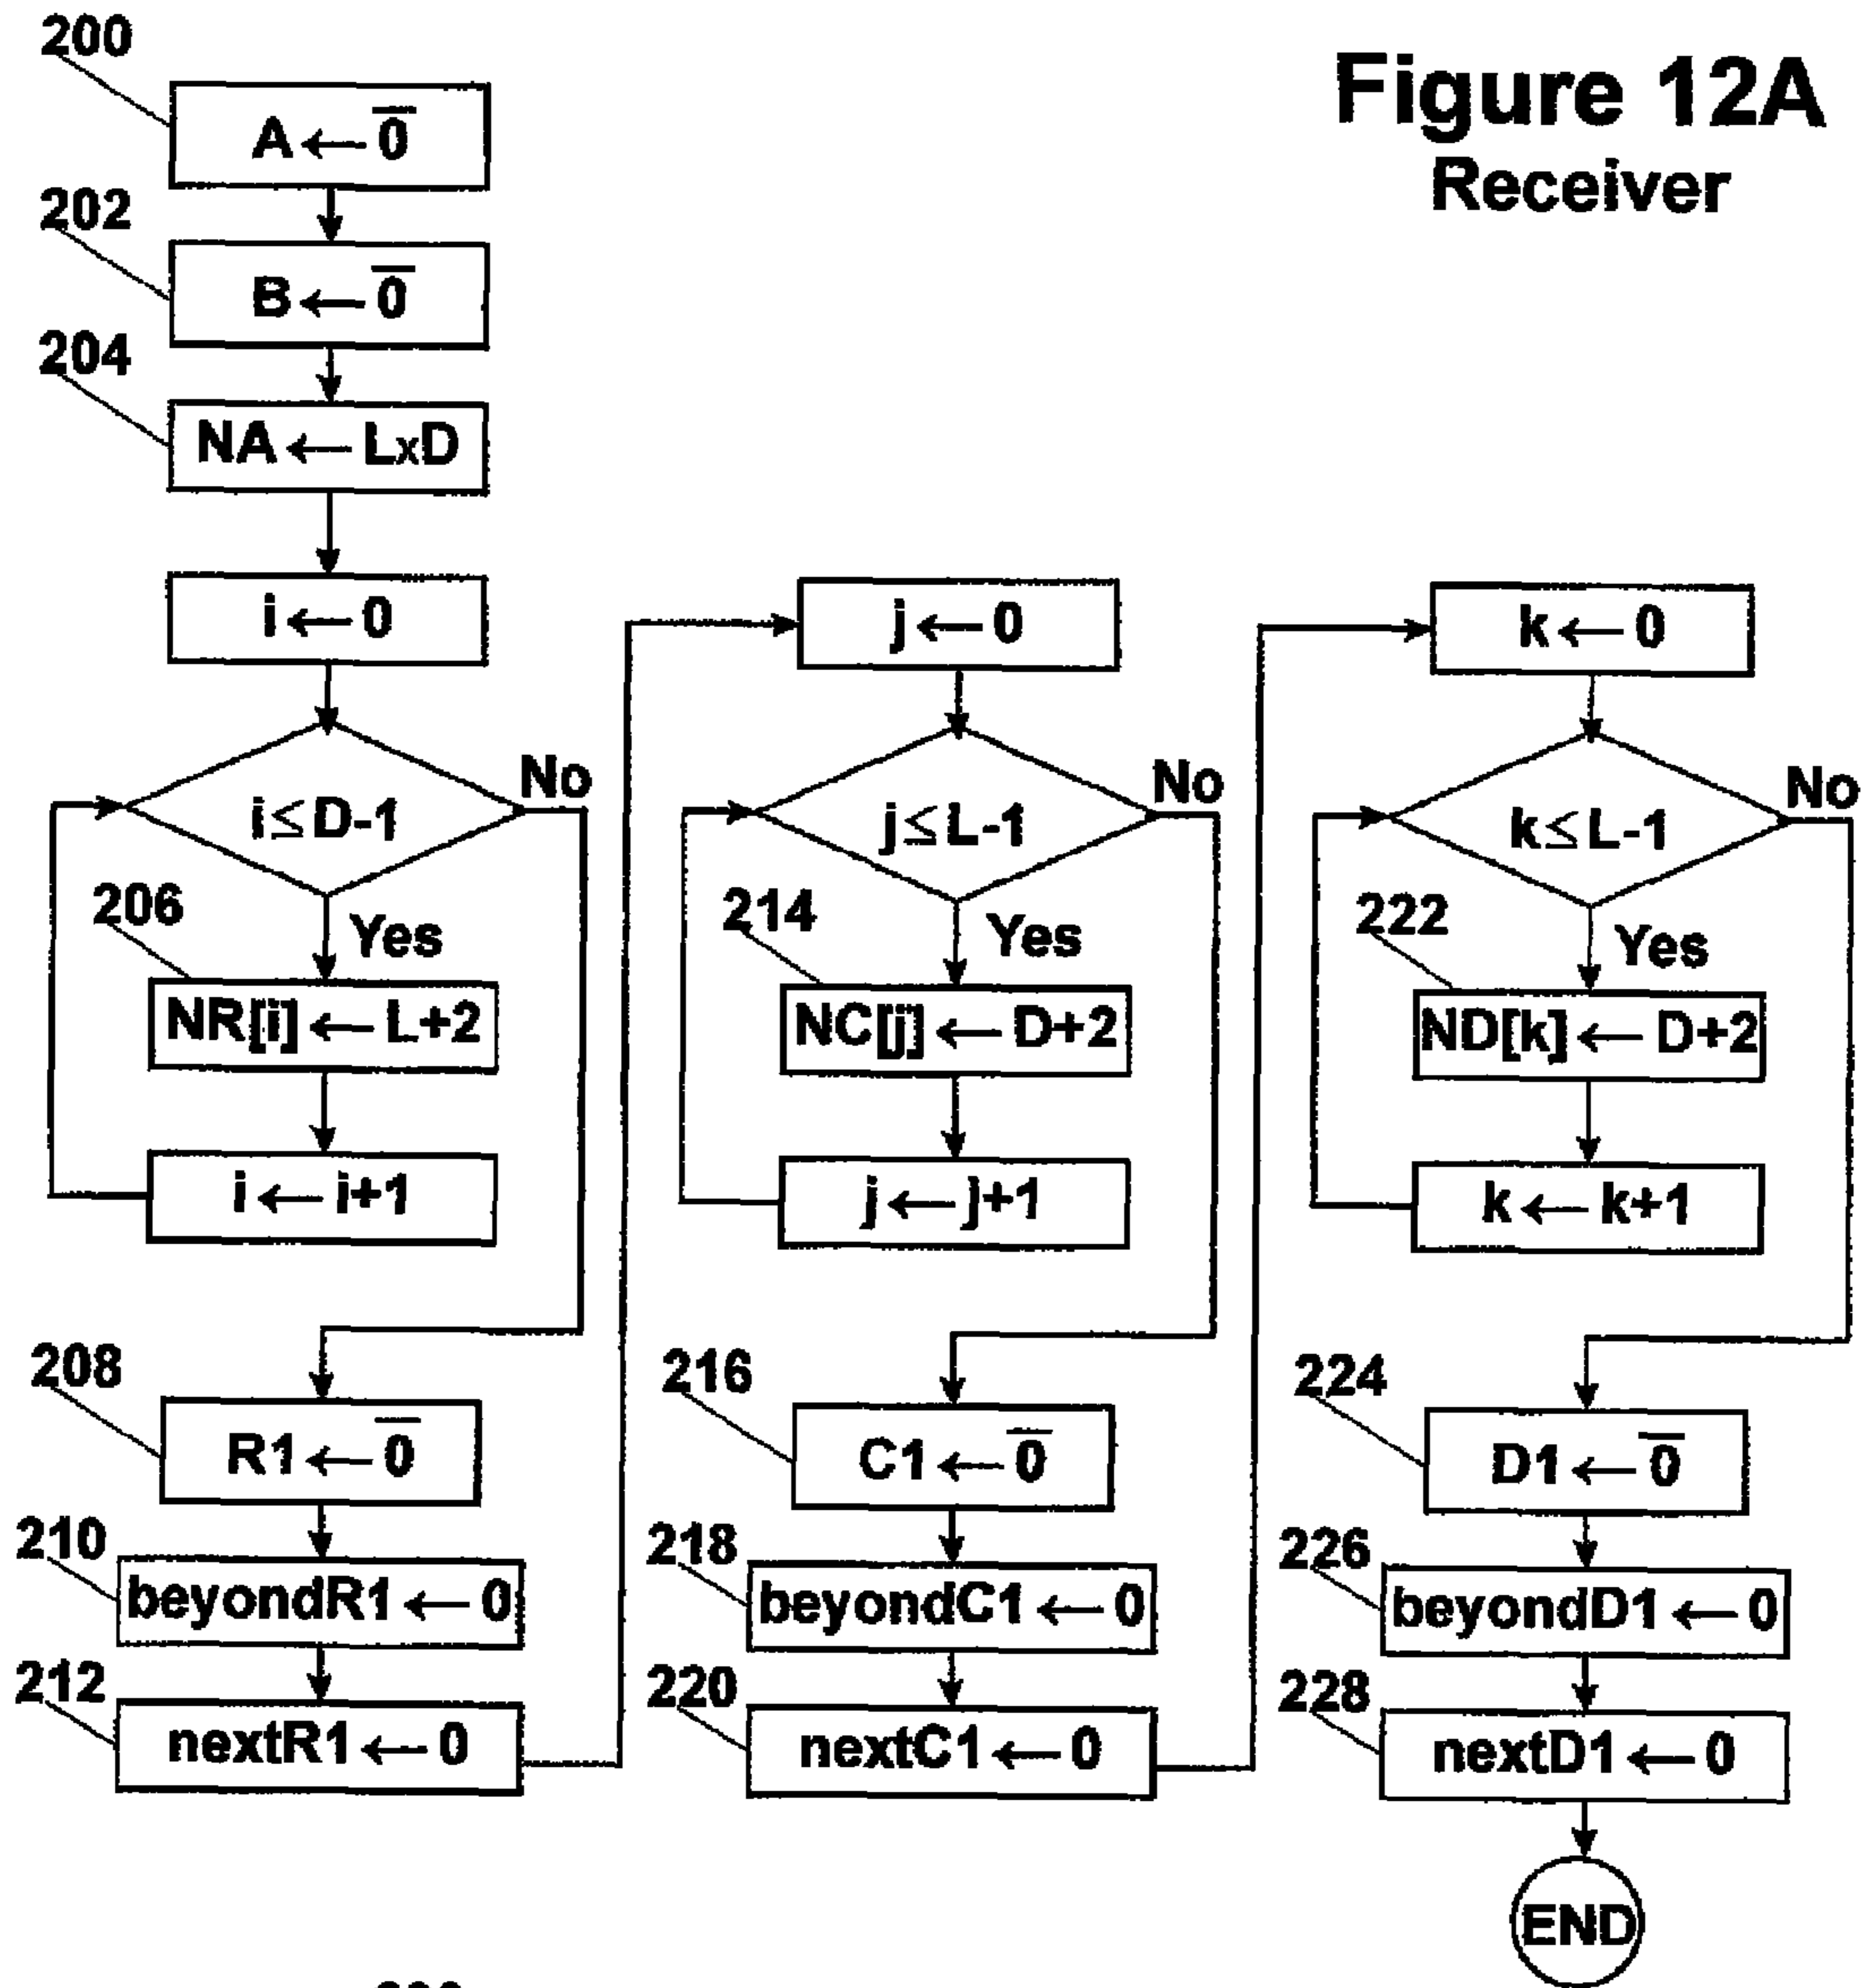 Figure 12A
Receiver
200
A ← 0̅
202
B ← 0̅
204
NA ← LxD
i ← 0
i ≤ D-1
No
Yes
206
NR[i] ← L+2
i ← i+1
208
R1 ← 0̅
210
beyondR1 ← 0
212
nextR1 ← 0
j ← 0
j ≤ L-1
No
Yes
214
NC[j] ← D+2
j ← j+1
216
C1 ← 0̅
218
beyondC1 ← 0
220
nextC1 ← 0
k ← 0
k ≤ L-1
No
Yes
222
ND[k] ← D+2
k ← k+1
224
D1 ← 0̅
226
beyondD1 ← 0
228
nextD1 ← 0
END